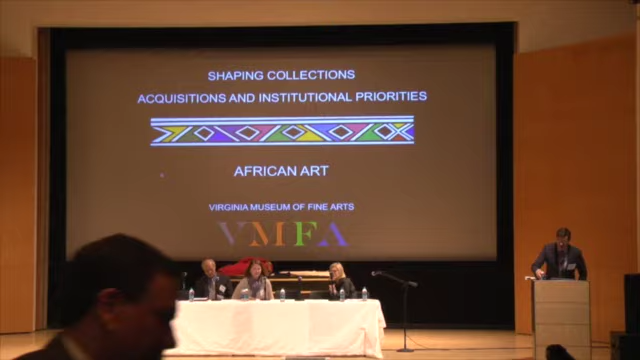 SHAPING COLLECTIONS
ACQUISITIONS AND INSTITUTIONAL PRIORITIES
AFRICAN ART
VIRGINIA MUSEUM OF FINE ARTS
VMFA